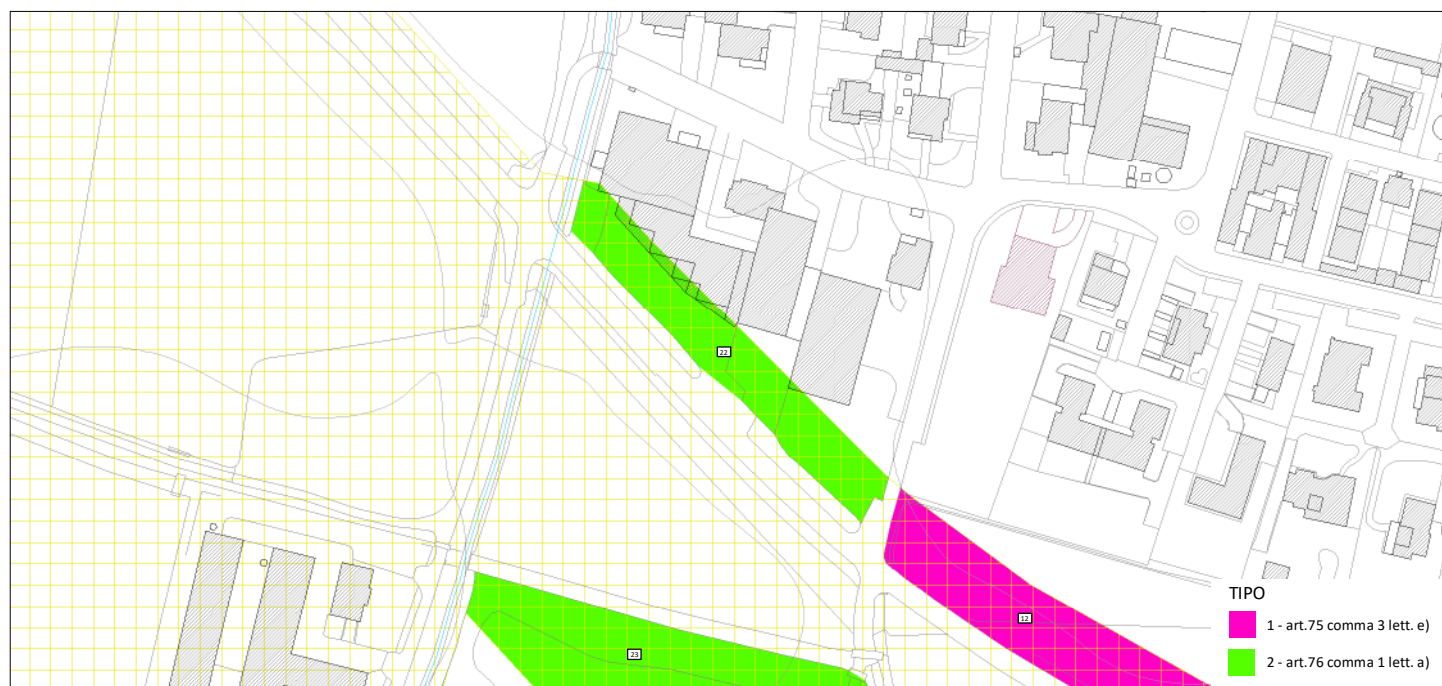 22
12
23
TIPO
1 - art.75 comma 3 lett. e)
2 - art.76 comma 1 lett. a)